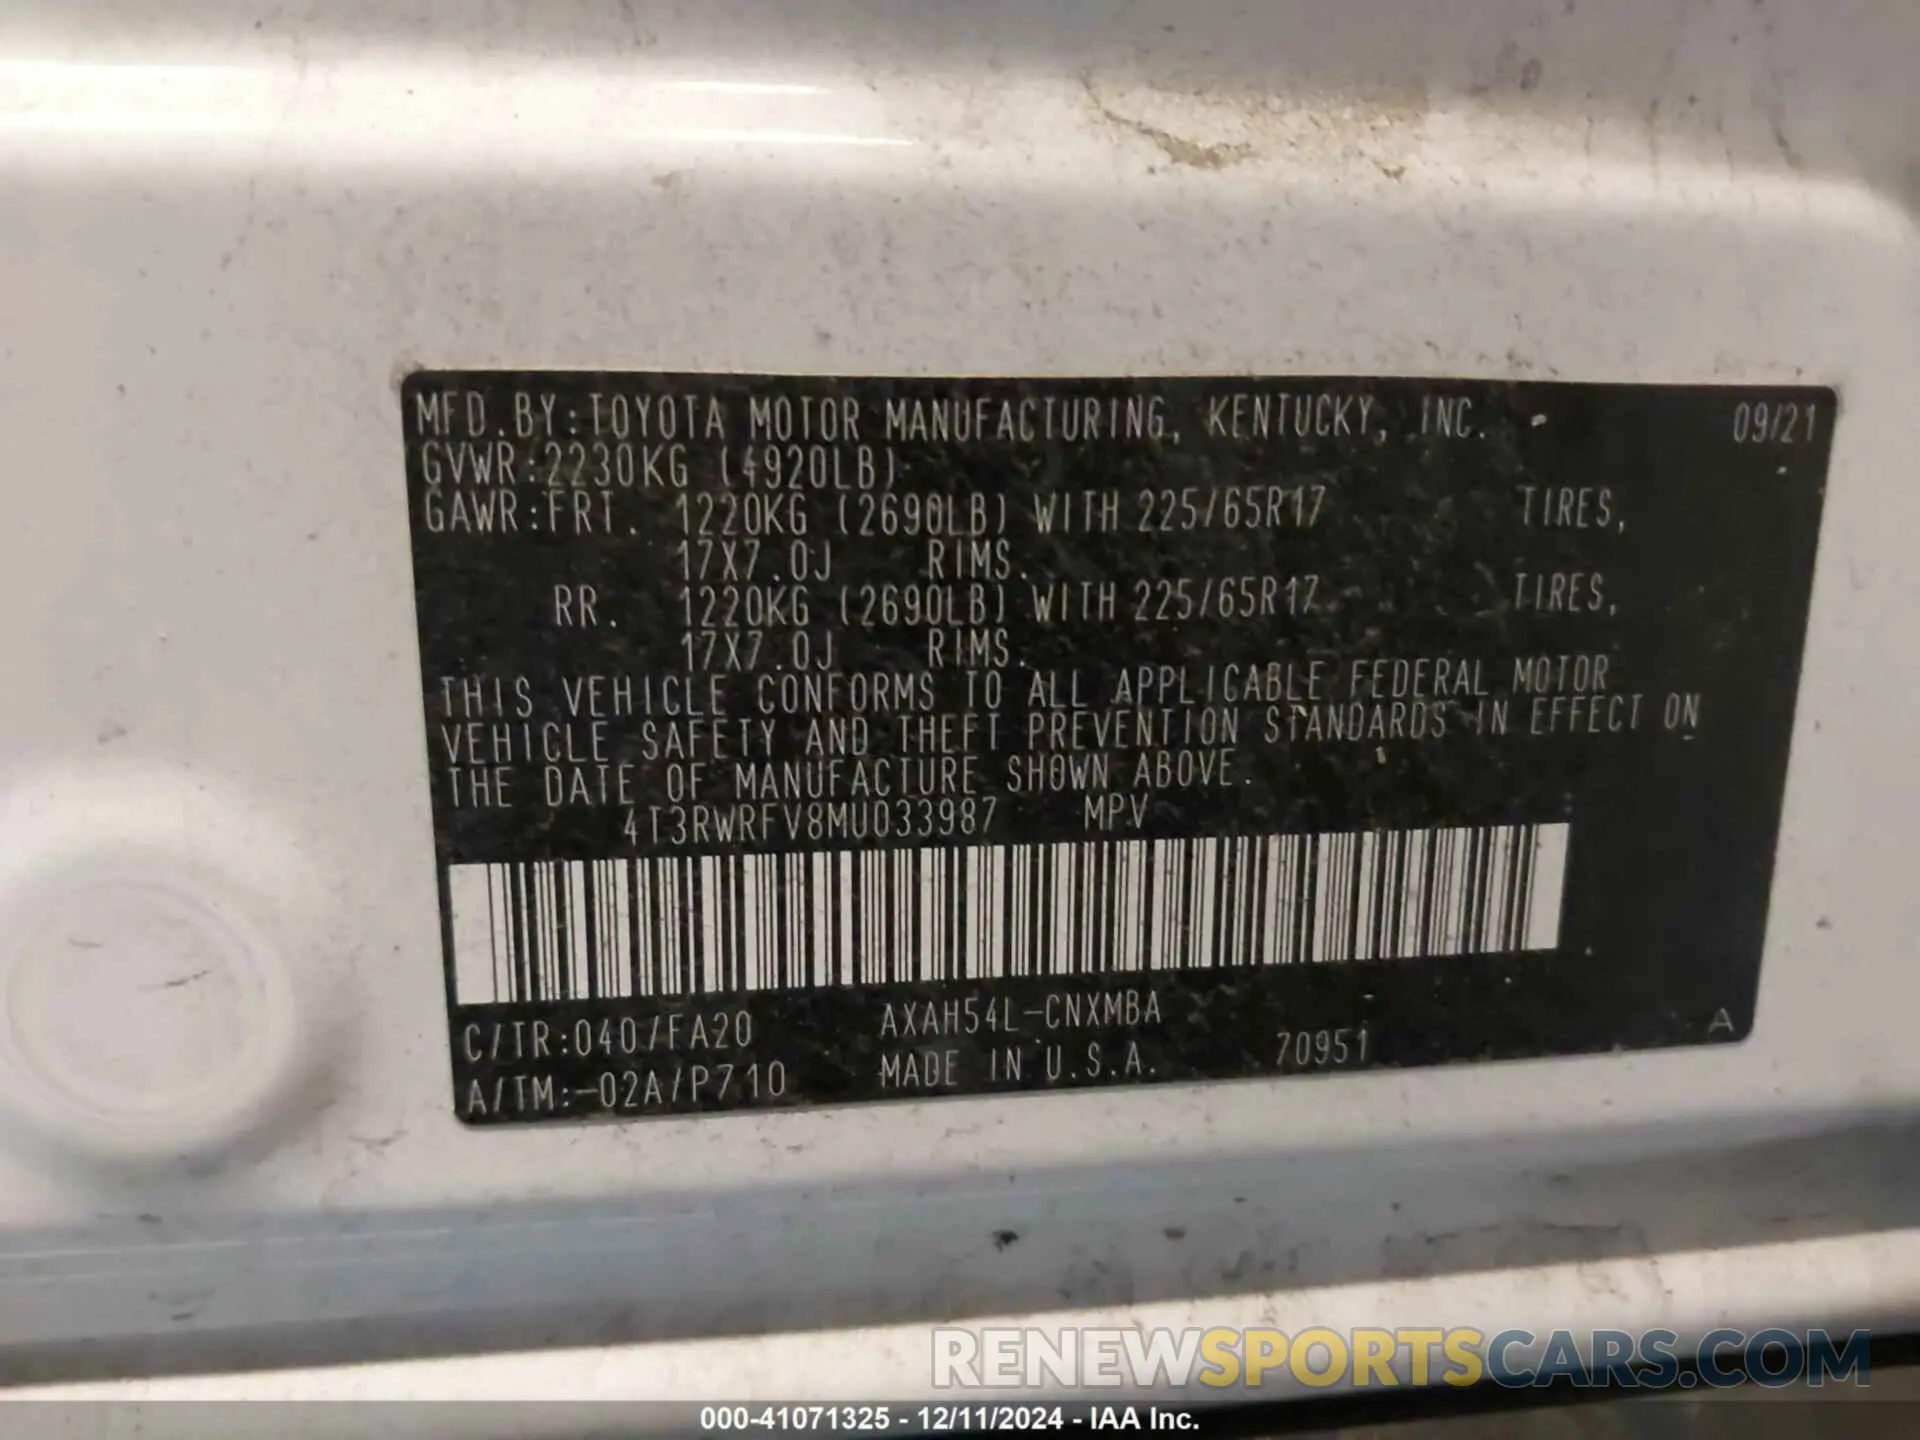 MFD.BY:TOYOTA MOTOR MANUFACTURING, KENTUCKY, INC. 09/21
GVWR:2230KG (4920LB)
GAWR:FRT. 1220KG (2690LB) WITH 225/65R17 TIRES,
17X7.0J RIMS.
RR. 1220KG (2690LB) WITH 225/65R17 TIRES,
17X7.0J RIMS.
THIS VEHICLE CONFORMS TO ALL APPLICABLE FEDERAL MOTOR
VEHICLE SAFETY AND THEFT PREVENTION STANDARDS IN EFFECT ON
THE DATE OF MANUFACTURE SHOWN ABOVE.
4T3RWRFV8MU033987 MPV
C/TR:040/FA20 AXAH54L-CNXMBA
A/TM:-02A/P710 MADE IN U.S.A. 70951 A
RENEWSPORTSCARS.COM
000-41071325 - 12/11/2024 - IAA Inc.